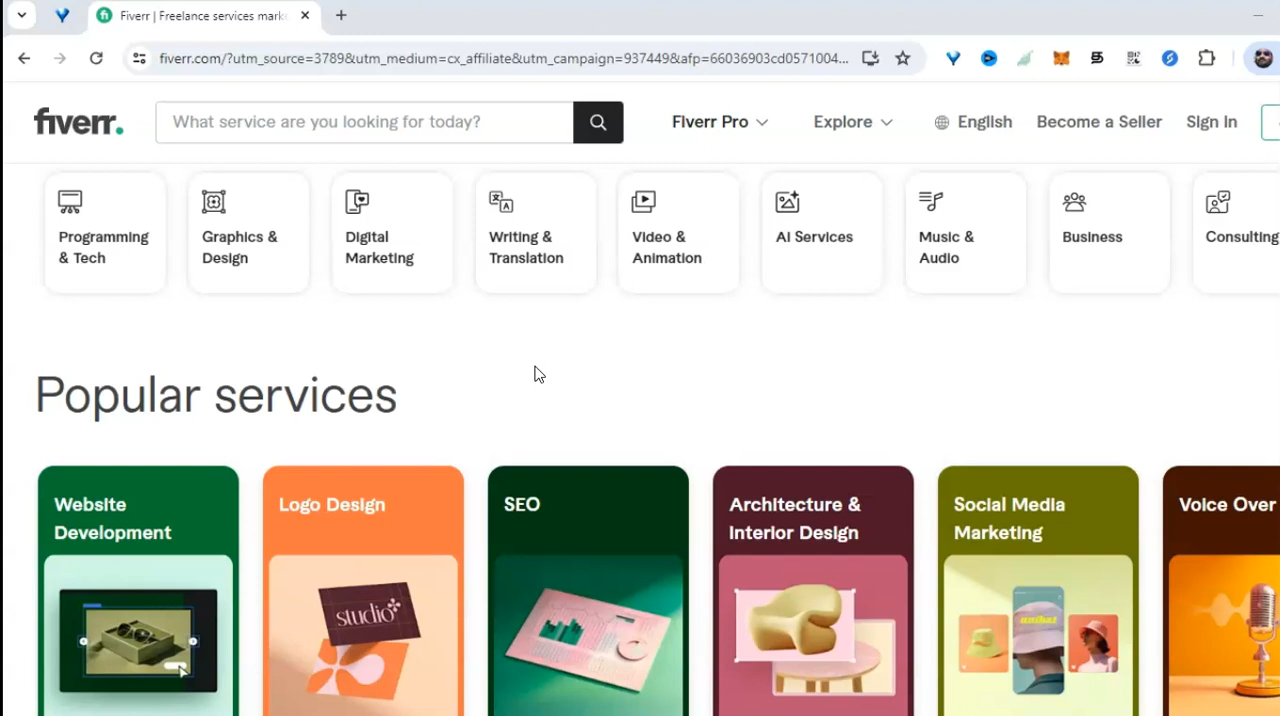 Fiverr | Freelance services mark
fiverr.com/?utm_source=3789&utm_medium=cx_affiliate&utm_campaign=937449&afp=66036903cd0571004...
fiverr.
What service are you looking for today?
Fiverr Pro
Explore
English
Become a Seller
Sign In
Programming
& Tech
Graphics &
Design
Digital
Marketing
Writing &
Translation
Video &
Animation
AI Services
Music &
Audio
Business
Consulting
Popular services
Website
Development
Logo Design
SEO
Architecture &
Interior Design
Social Media
Marketing
Voice Over
studio